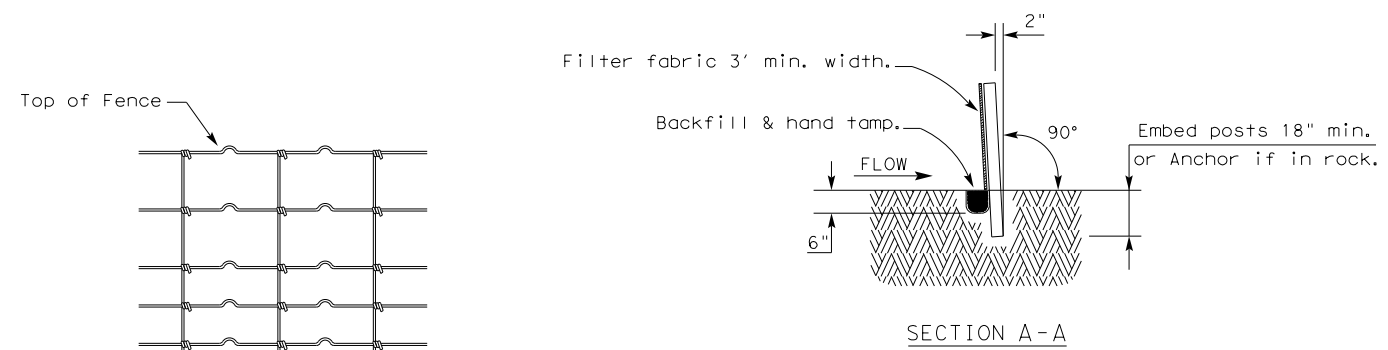 2"
Filter fabric 3' min. width.
Top of Fence
Backfill & hand tamp.
90°
Embed posts 18" min.
or Anchor if in rock.
FLOW
6"
SECTION A-A